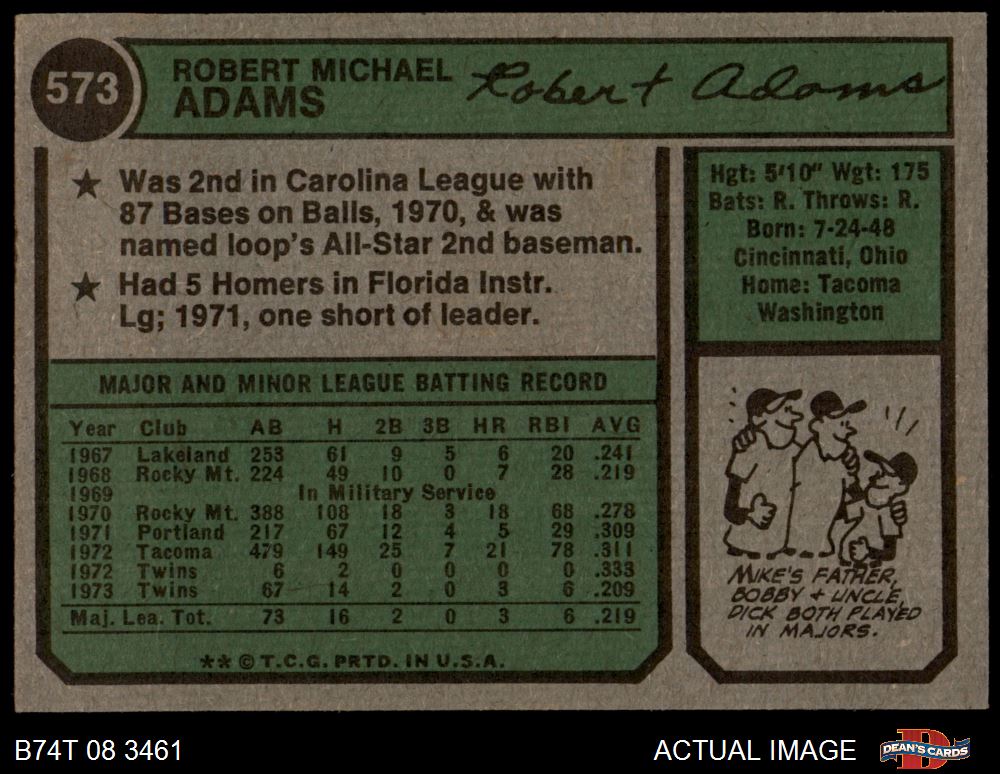 573
ROBERT MICHAEL
ADAMS
Robert Adams
★ Was 2nd in Carolina League with
87 Bases on Balls, 1970, & was
named loop's All-Star 2nd baseman.
★ Had 5 Homers in Florida Instr.
Lg; 1971, one short of leader.
Hgt: 5'10" Wgt: 175
Bats: R. Throws: R.
Born: 7-24-48
Cincinnati, Ohio
Home: Tacoma
Washington
MAJOR AND MINOR LEAGUE BATTING RECORD
Year Club AB H 2B 3B HR RBI AVG
1967 Lakeland 253 61 9 5 6 20 .241
1968 Rocky Mt. 224 49 10 0 7 28 .219
1969 In Military Service
1970 Rocky Mt. 388 108 18 3 18 68 .278
1971 Portland 217 67 12 4 5 29 .309
1972 Tacoma 479 149 25 7 21 78 .311
1972 Twins 6 2 0 0 0 0 .333
1973 Twins 67 14 2 0 3 6 .209
Maj. Lea. Tot. 73 16 2 0 3 6 .219
** © T.C.G. PRTD. IN U.S.A.
MIKE'S FATHER,
BOBBY & UNCLE,
DICK BOTH PLAYED
IN MAJORS.
B74T 08 3461
ACTUAL IMAGE
DEAN'S CARDS